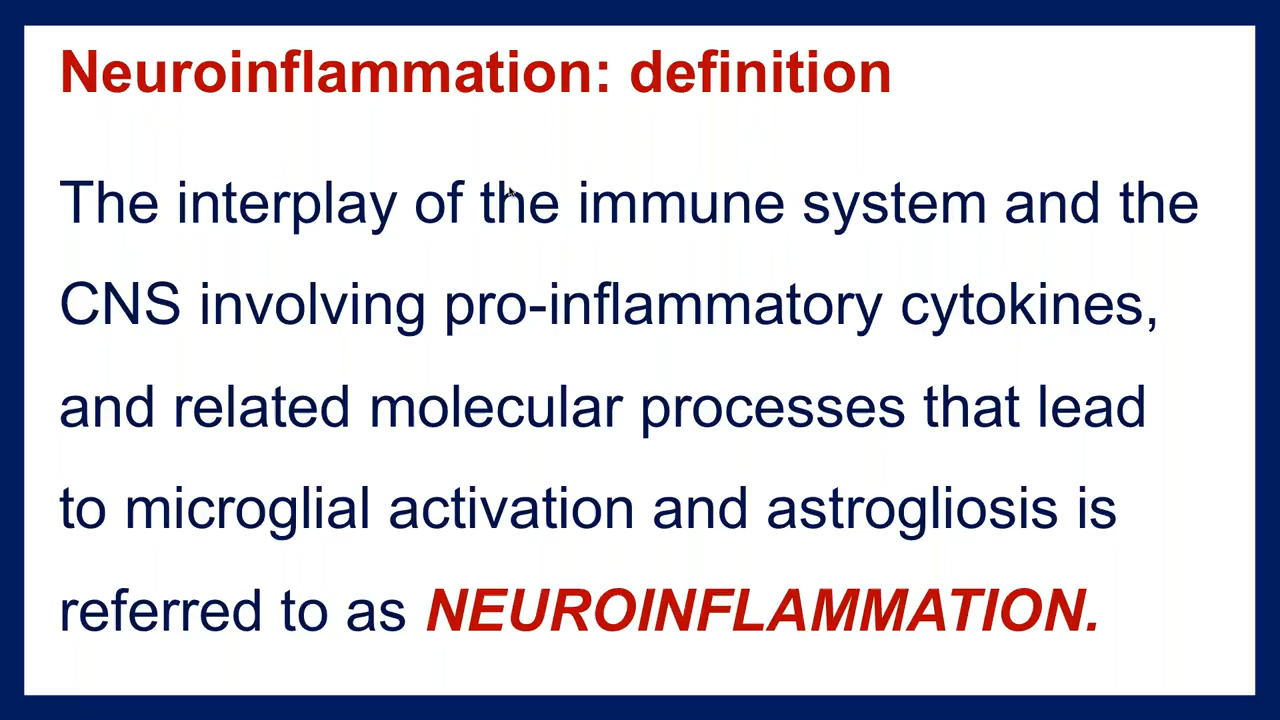 Neuroinflammation: definition
The interplay of the immune system and the
CNS involving pro-inflammatory cytokines,
and related molecular processes that lead
to microglial activation and astrogliosis is
referred to as NEUROINFLAMMATION.